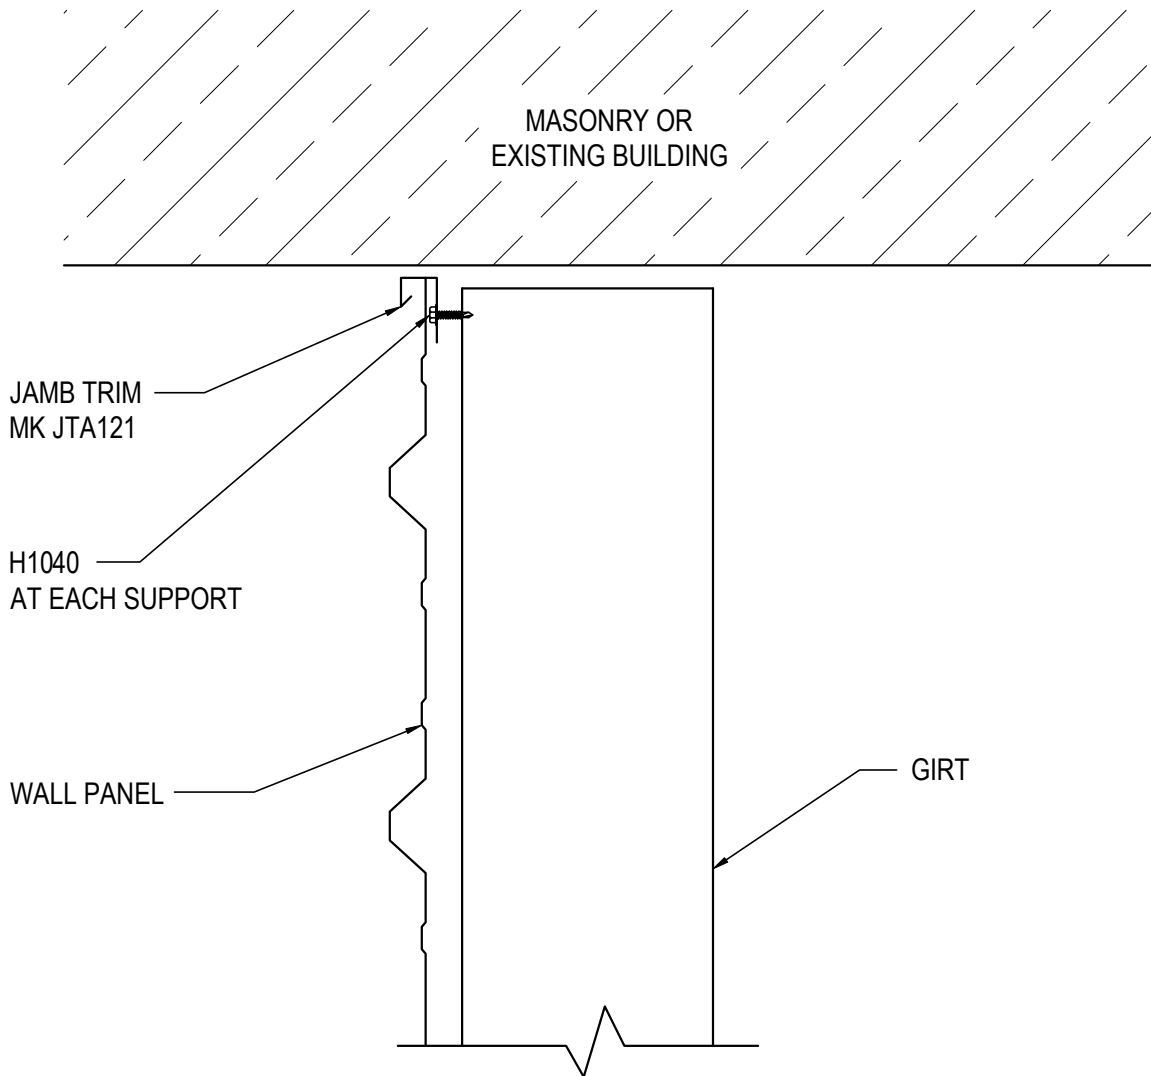 MASONRY OR
EXISTING BUILDING
JAMB TRIM
MK JTA121
H1040
AT EACH SUPPORT
WALL PANEL
GIRT